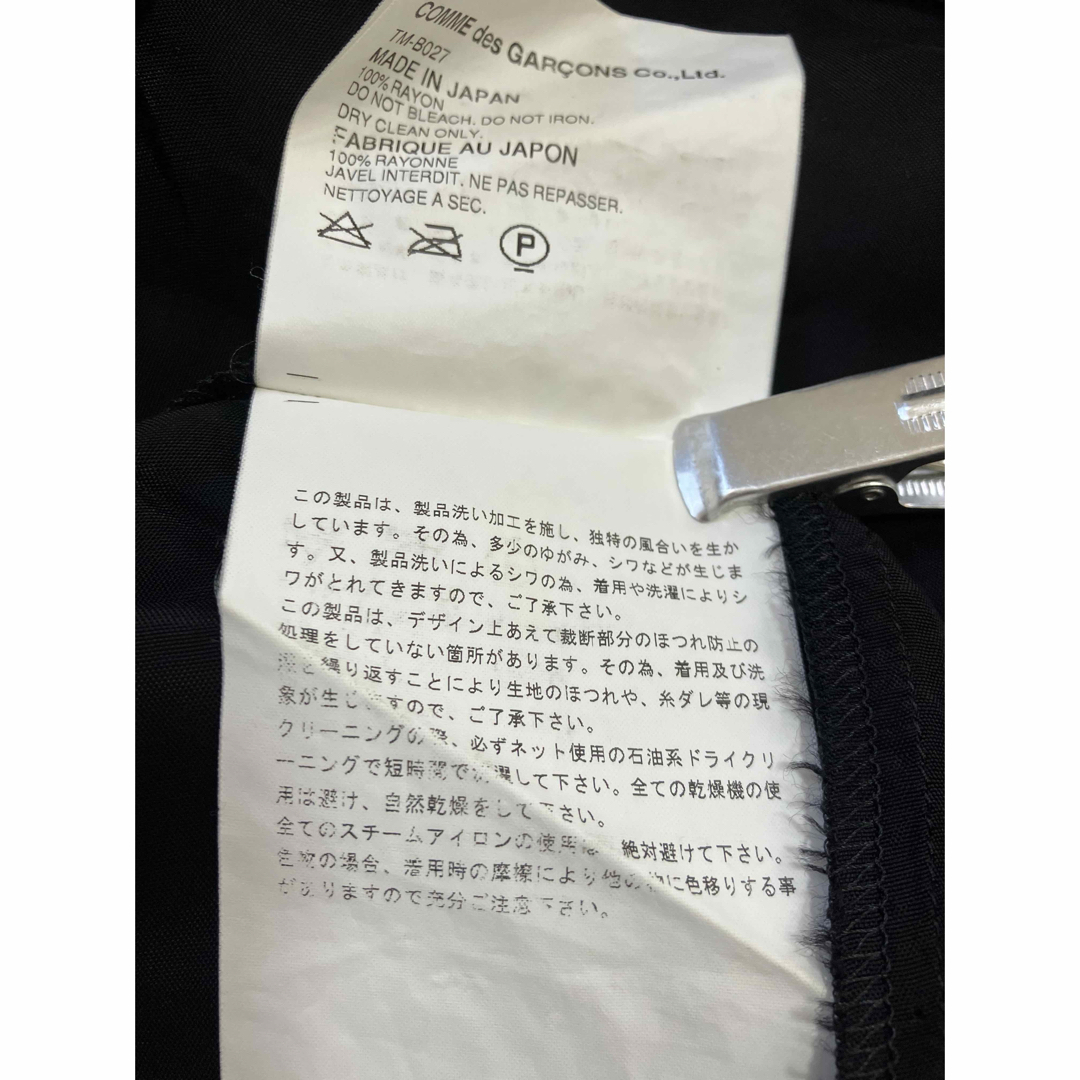 COMME des GARÇONS Co.,Ltd.
TM-B027
MADE IN JAPAN
100% RAYON
DO NOT BLEACH. DO NOT IRON.
DRY CLEAN ONLY.
FABRIQUE AU JAPON
100% RAYONNE
JAVEL INTERDIT. NE PAS REPASSER.
NETTOYAGE A SEC.
P
この製品は、製品洗い加工を施し、独特の風合いを生か
しています。その為、多少のゆがみ、シワなどが生じま
す。又、製品洗いによるシワの為、着用や洗濯によりシ
ワがとれてきますので、ご了承下さい。
この製品は、デザイン上あえて裁断部分のほつれ防止の
処理をしていない箇所があります。その為、着用及び洗
濯を繰り返すことにより生地のほつれや、糸ダレ等の現
象が生じますので、ご了承下さい。
クリーニングの際、必ずネット使用の石油系ドライクリ
ーニングで短時間で洗濯して下さい。全ての乾燥機の使
用は避け、自然乾燥をして下さい。
全てのスチームアイロンの使用は、絶対避けて下さい。
色物の場合、着用時の摩擦により他の物に色移りする事
がありますので充分ご注意下さい。